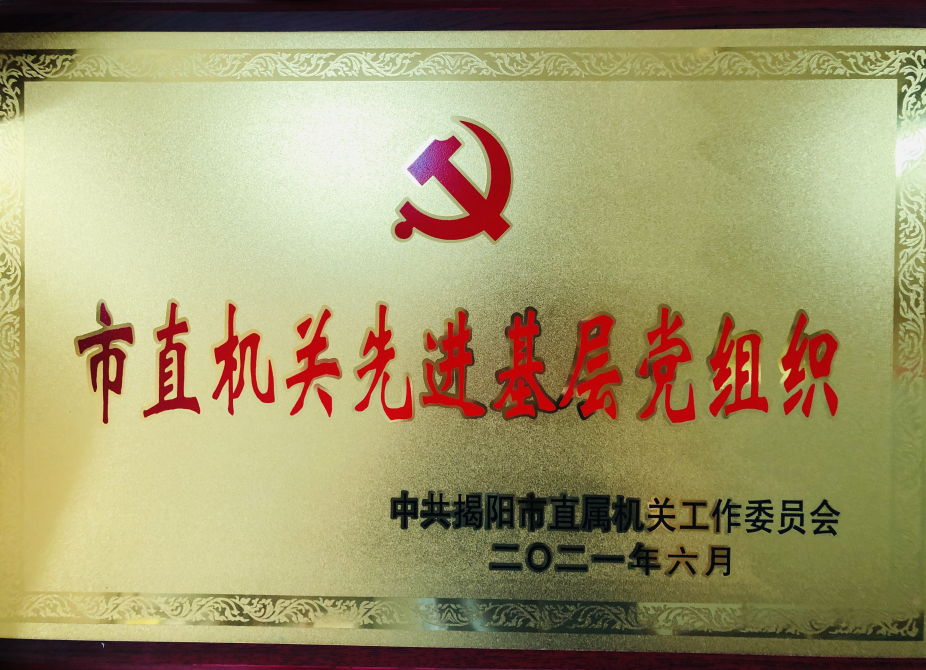 市直机关先进基层党组织
中共揭阳市直属机关工作委员会
二〇二一年六月